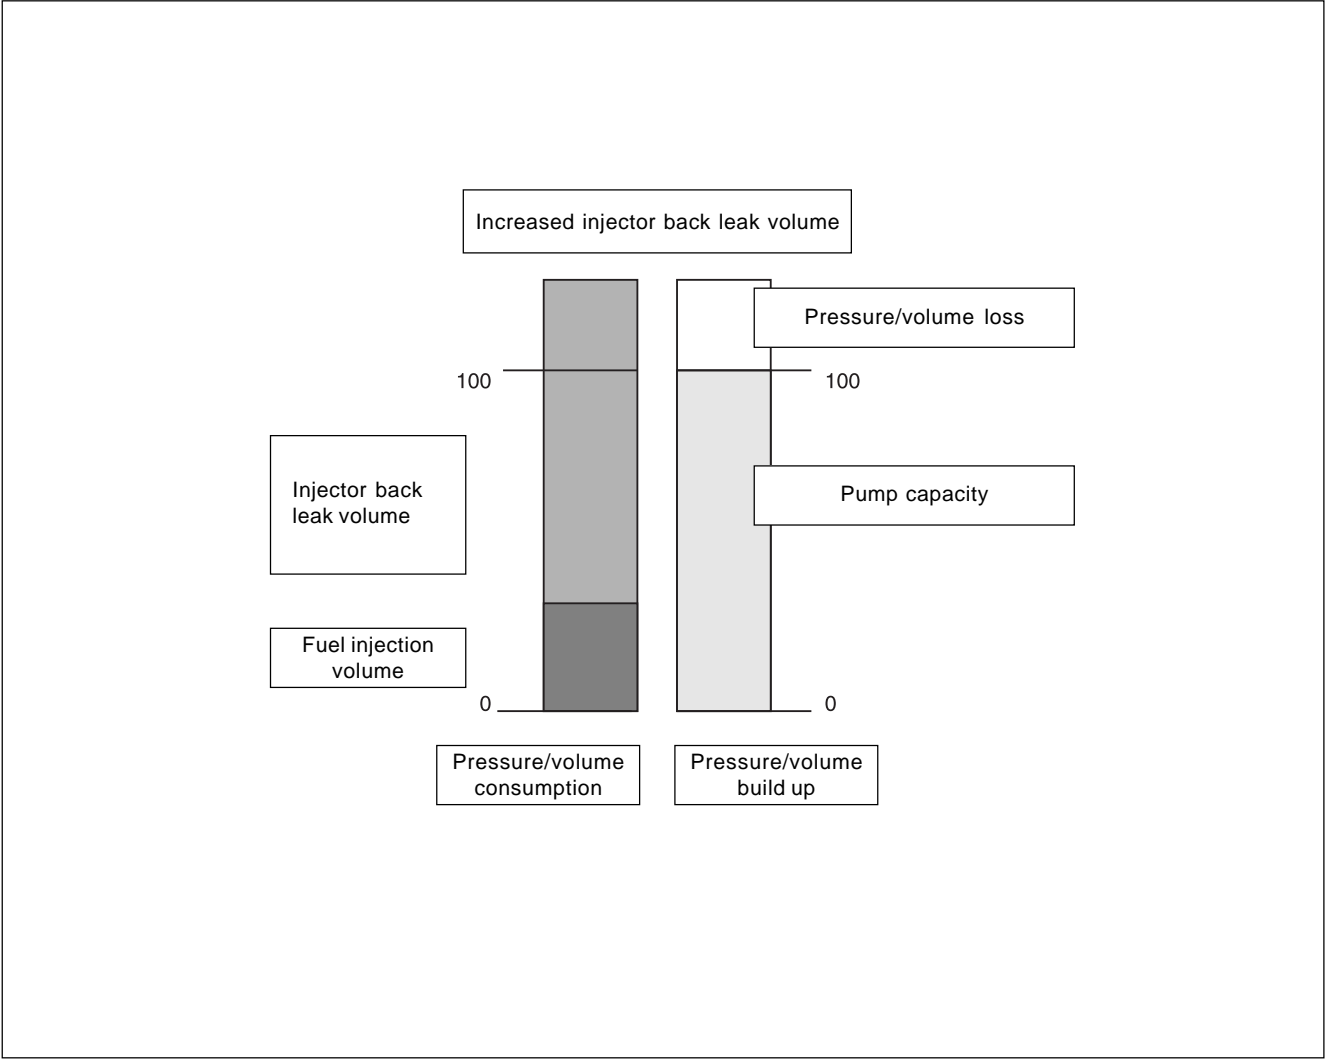 Increased injector back leak volume
Pressure/volume loss
100
100
Injector back
leak volume
Pump capacity
Fuel injection
volume
0
0
Pressure/volume
consumption
Pressure/volume
build up